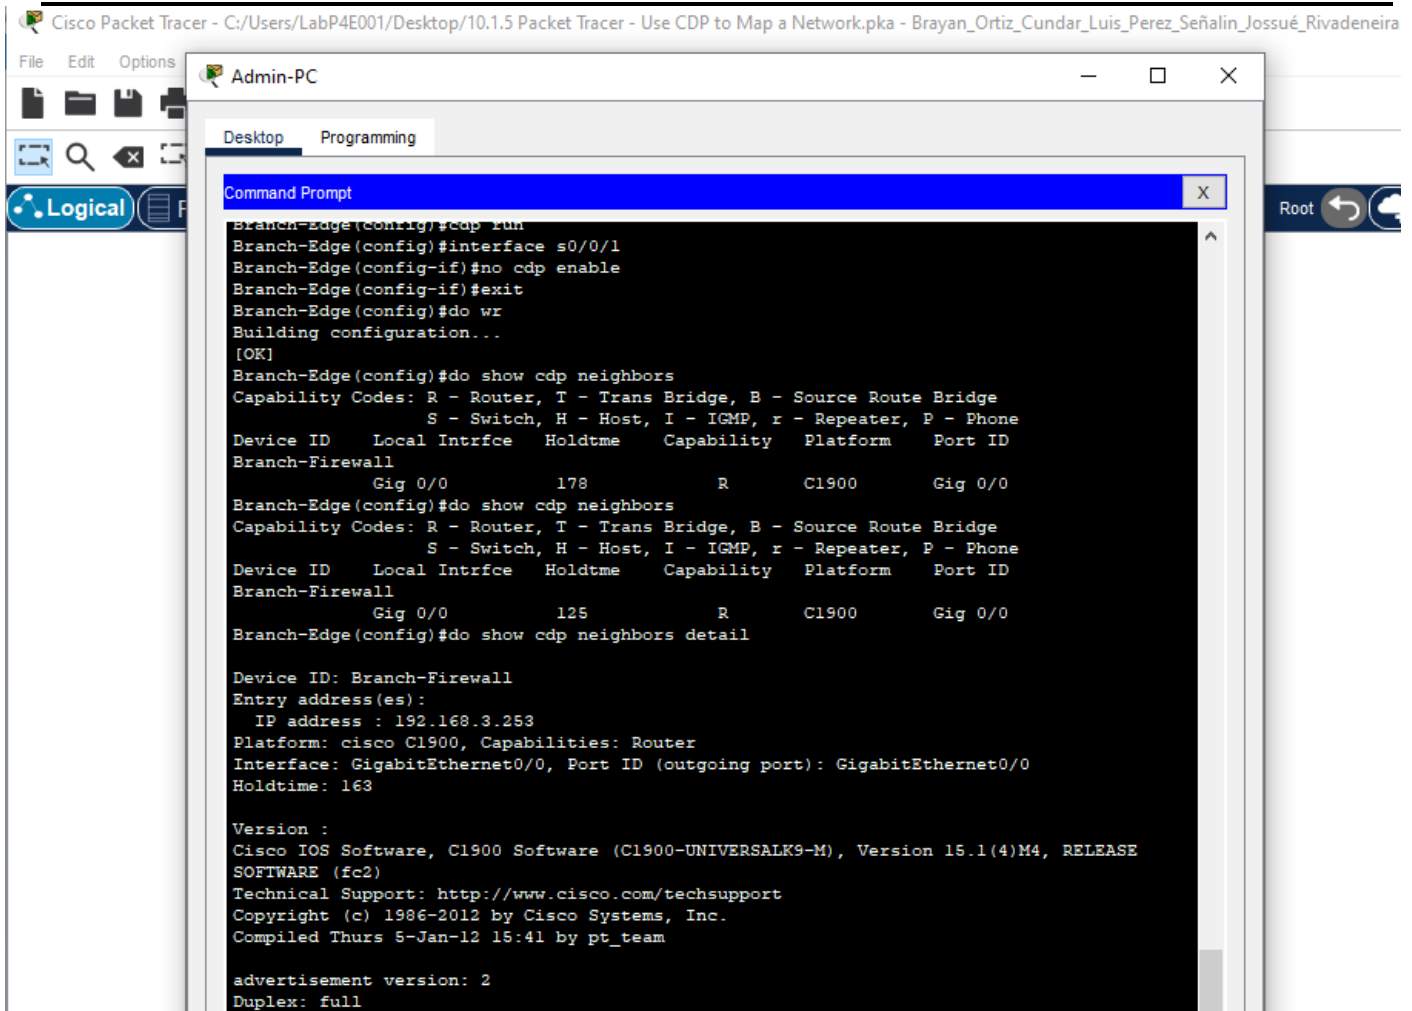 Cisco Packet Tracer - C:/Users/LabP4E001/Desktop/10.1.5 Packet Tracer - Use CDP to Map a Network.pka - Brayan_Ortiz_Cundar_Luis_Perez_Señalin_Jossué_Rivadeneira
File Edit Options
Admin-PC
Desktop Programming
Logical
Root
Command Prompt X
Branch-Edge(config)#cdp run
Branch-Edge(config)#interface s0/0/1
Branch-Edge(config-if)#no cdp enable
Branch-Edge(config-if)#exit
Branch-Edge(config)#do wr
Building configuration...
[OK]
Branch-Edge(config)#do show cdp neighbors
Capability Codes: R - Router, T - Trans Bridge, B - Source Route Bridge
S - Switch, H - Host, I - IGMP, r - Repeater, P - Phone
Device ID Local Intrfce Holdtme Capability Platform Port ID
Branch-Firewall
Gig 0/0 178 R C1900 Gig 0/0
Branch-Edge(config)#do show cdp neighbors
Capability Codes: R - Router, T - Trans Bridge, B - Source Route Bridge
S - Switch, H - Host, I - IGMP, r - Repeater, P - Phone
Device ID Local Intrfce Holdtme Capability Platform Port ID
Branch-Firewall
Gig 0/0 125 R C1900 Gig 0/0
Branch-Edge(config)#do show cdp neighbors detail
Device ID: Branch-Firewall
Entry address(es):
IP address : 192.168.3.253
Platform: cisco C1900, Capabilities: Router
Interface: GigabitEthernet0/0, Port ID (outgoing port): GigabitEthernet0/0
Holdtime: 163
Version :
Cisco IOS Software, C1900 Software (C1900-UNIVERSALK9-M), Version 15.1(4)M4, RELEASE
SOFTWARE (fc2)
Technical Support: http://www.cisco.com/techsupport
Copyright (c) 1986-2012 by Cisco Systems, Inc.
Compiled Thurs 5-Jan-12 15:41 by pt_team
advertisement version: 2
Duplex: full